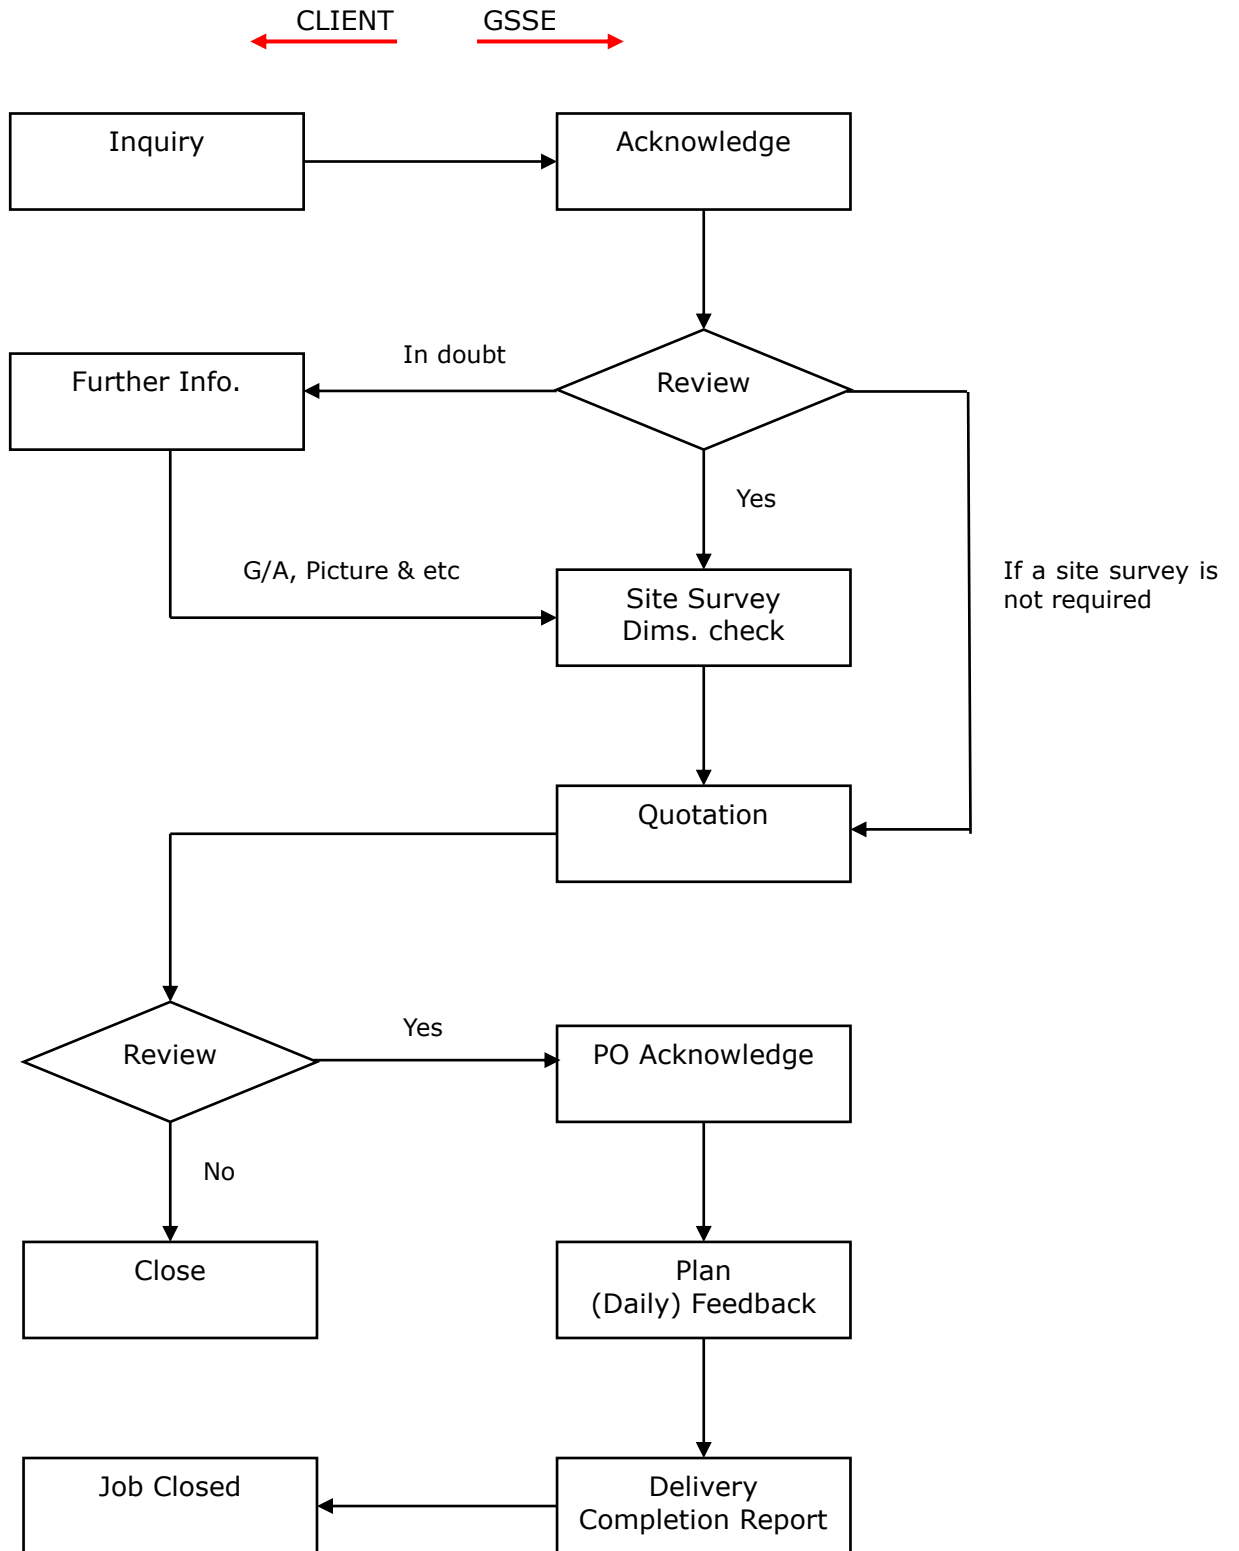 CLIENT
GSSE
Inquiry
Acknowledge
In doubt
Further Info.
Review
Yes
G/A, Picture & etc
Site Survey
Dims. check
If a site survey is
not required
Quotation
Review
Yes
PO Acknowledge
No
Close
Plan
(Daily) Feedback
Job Closed
Delivery
Completion Report